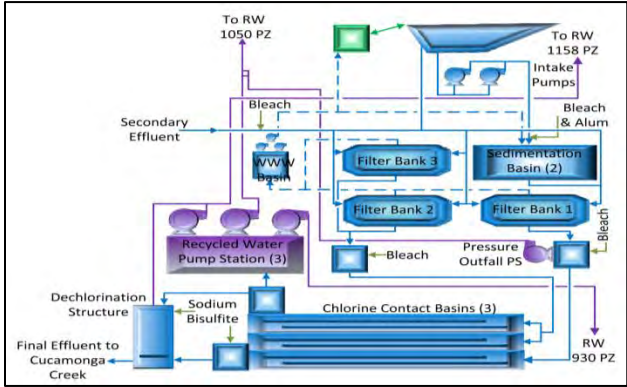 To RW
1050 PZ
To RW
1158 PZ
Intake
Pumps
Bleach
Bleach
& Alum
Secondary
Effluent
WWW
Basin
Filter Bank 3
Sedimentation
Basin (2)
Filter Bank 2
Filter Bank 1
Recycled Water
Pump Station (3)
Bleach
Pressure
Outfall PS
Bleach
Dechlorination
Structure
Sodium
Bisulfite
Chlorine Contact Basins (3)
Final Effluent to
Cucamonga
Creek
RW
930 PZ